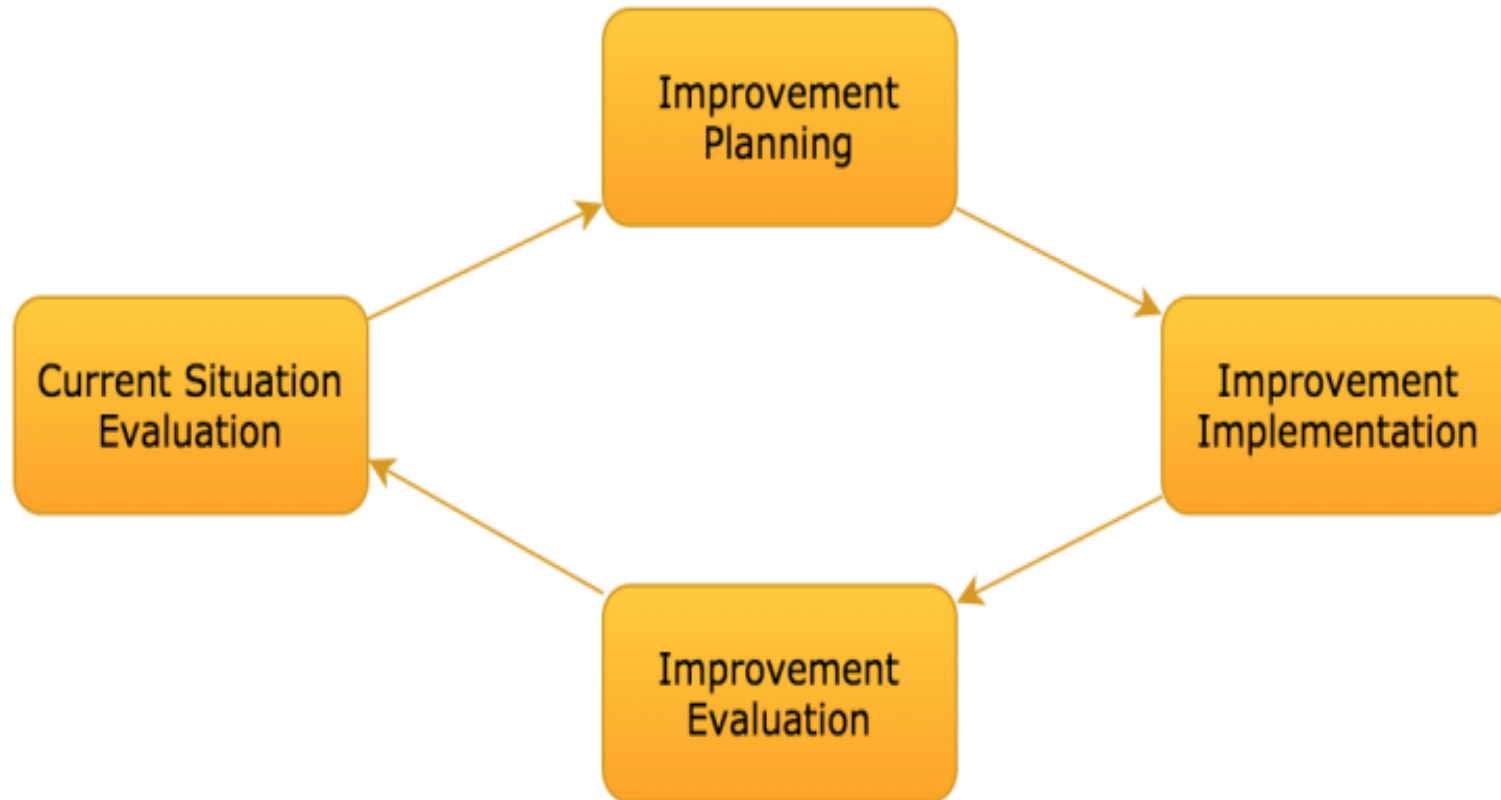 Improvement
Planning
Current Situation
Evaluation
Improvement
Implementation
Improvement
Evaluation